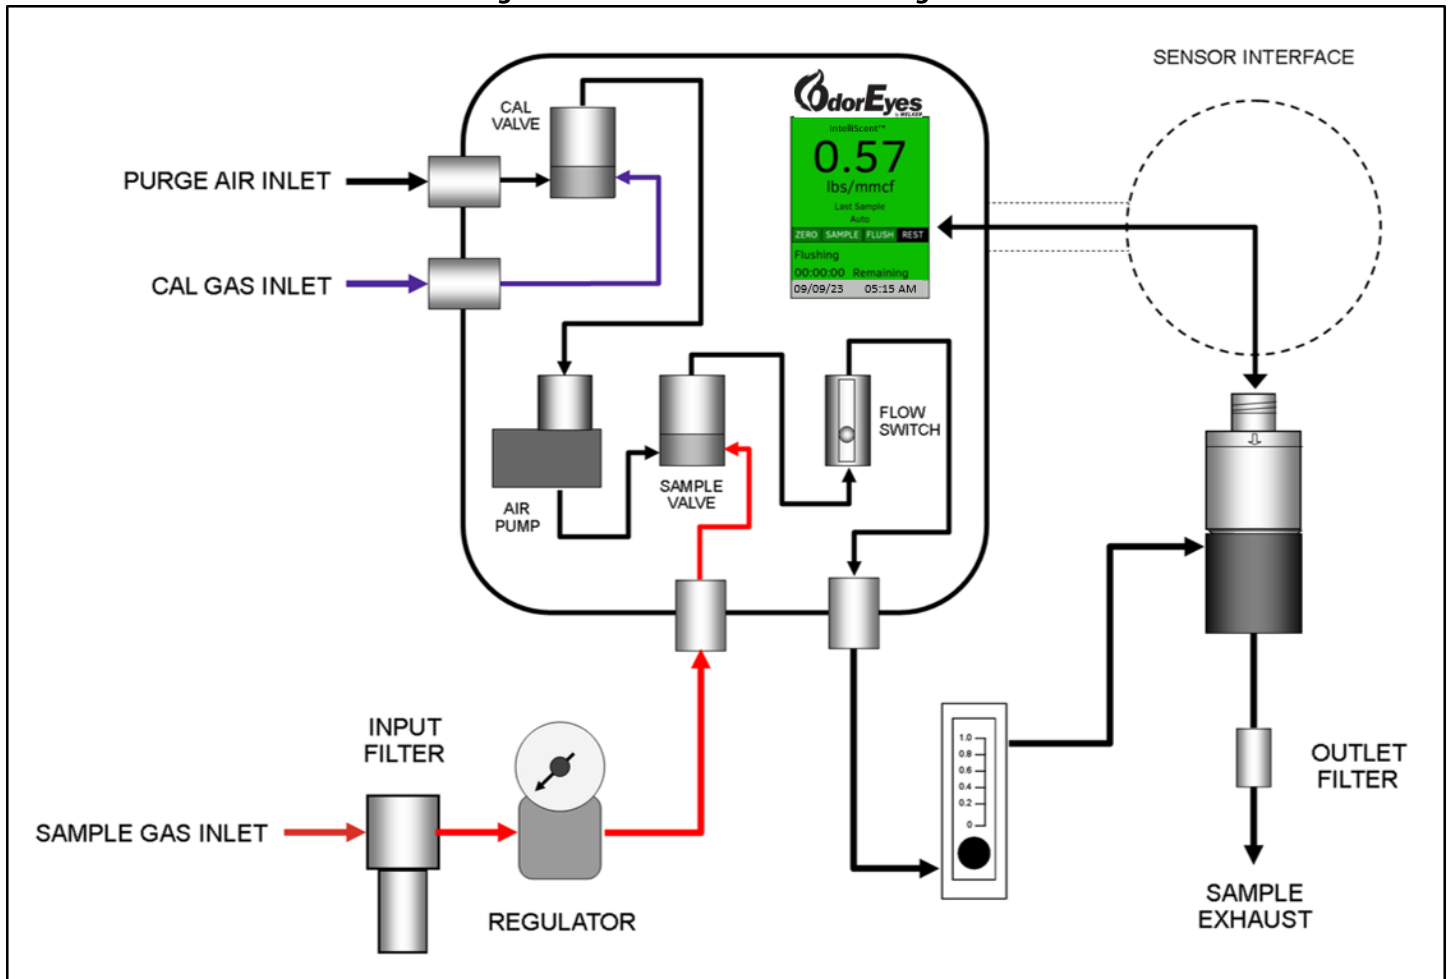 SENSOR INTERFACE
CAL
VALVE
OdorEyes
by WELKER
IntelliScent™
0.57
lbs/mmcf
Last Sample
Auto
ZERO SAMPLE FLUSH REST
Flushing
00:00:00 Remaining
09/09/23 05:15 AM
PURGE AIR INLET
CAL GAS INLET
FLOW
SWITCH
SAMPLE
VALVE
AIR
PUMP
INPUT
FILTER
1.0
0.8
0.6
0.4
0.2
0
OUTLET
FILTER
SAMPLE GAS INLET
REGULATOR
SAMPLE
EXHAUST